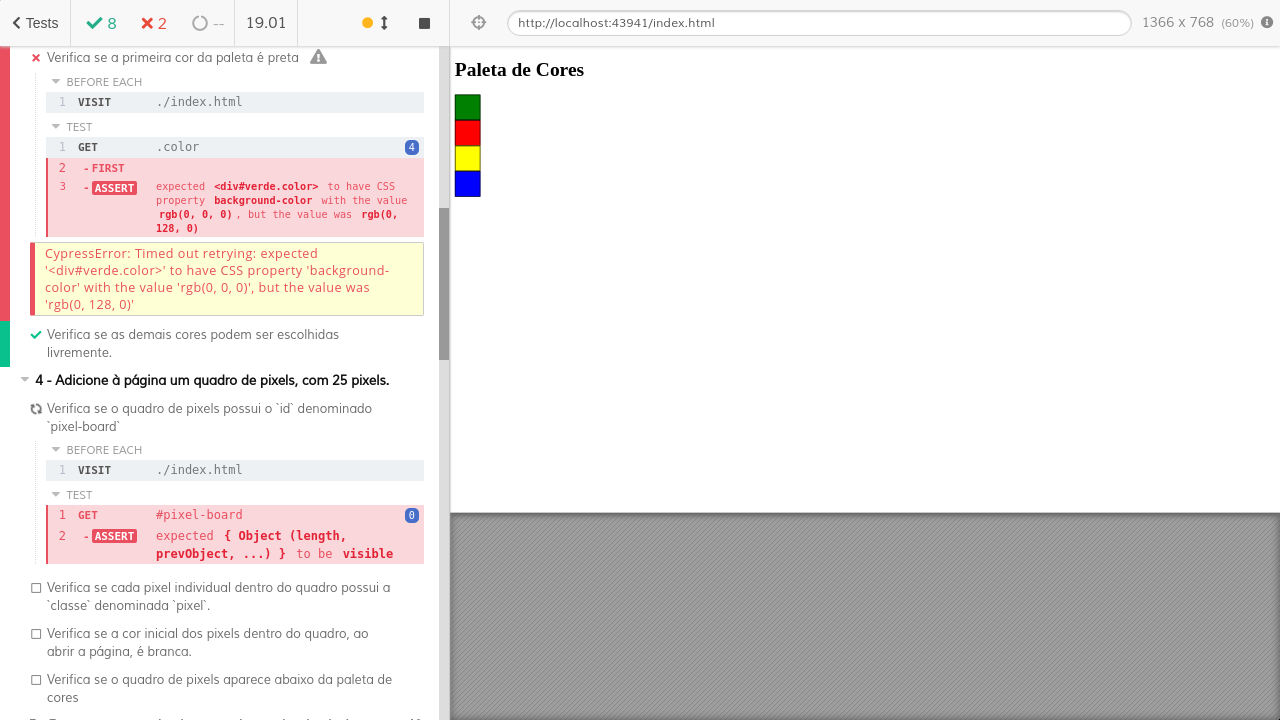 Tests 8 2 -- 19.01 http://localhost:43941/index.html 1366 x 768 (60%)
Verifica se a primeira cor da paleta é preta
BEFORE EACH
1 VISIT ./index.html
TEST
1 GET .color 4
2 - FIRST
3 - ASSERT expected <div#verde.color> to have CSS
property background-color with the value
rgb(0, 0, 0), but the value was rgb(0,
128, 0)
CypressError: Timed out retrying: expected
'<div#verde.color>' to have CSS property 'background-
color' with the value 'rgb(0, 0, 0)', but the value was
'rgb(0, 128, 0)'
Verifica se as demais cores podem ser escolhidas
livremente.
4 - Adicione à página um quadro de pixels, com 25 pixels.
Verifica se o quadro de pixels possui o `id` denominado
`pixel-board`
BEFORE EACH
1 VISIT ./index.html
TEST
1 GET #pixel-board 0
2 - ASSERT expected { Object (length,
prevObject, ...) } to be visible
Verifica se cada pixel individual dentro do quadro possui a
`classe` denominada `pixel`.
Verifica se a cor inicial dos pixels dentro do quadro, ao
abrir a página, é branca.
Verifica se o quadro de pixels aparece abaixo da paleta de
cores
Paleta de Cores